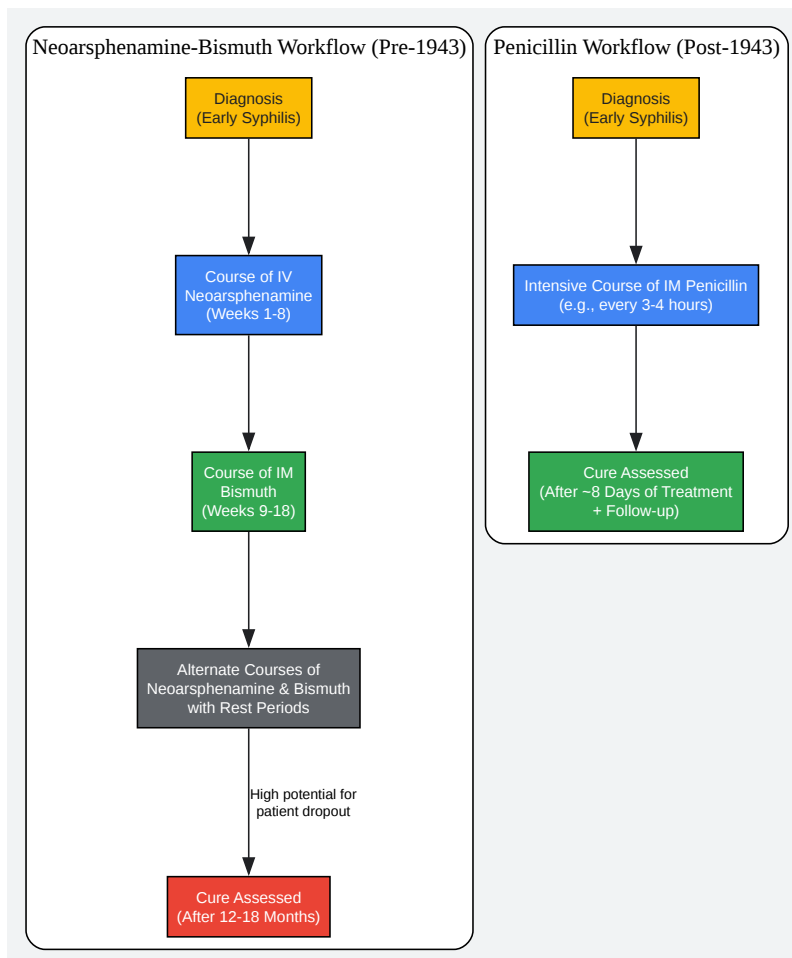 Neoarsphenamine-Bismuth Workflow (Pre-1943)
Diagnosis
(Early Syphilis)
Course of IV
Neoarsphenamine
(Weeks 1-8)
Course of IM
Bismuth
(Weeks 9-18)
Alternate Courses of
Neoarsphenamine & Bismuth
with Rest Periods
High potential for
patient dropout
Cure Assessed
(After 12-18 Months)
Penicillin Workflow (Post-1943)
Diagnosis
(Early Syphilis)
Intensive Course of IM Penicillin
(e.g., every 3-4 hours)
Cure Assessed
(After ~8 Days of Treatment
+ Follow-up)